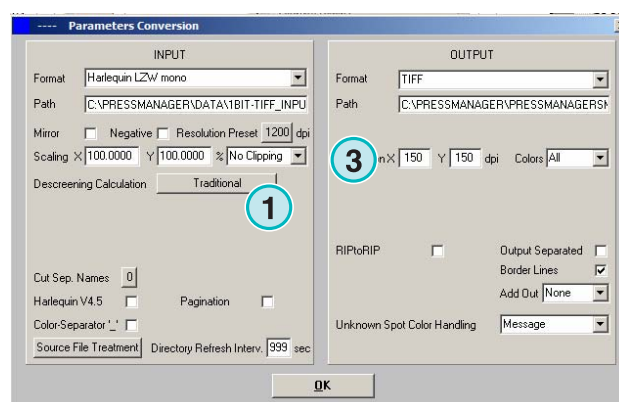 ---- Parameters Conversion
INPUT
Format Harlequin LZW mono
Path C:\PRESSMANAGER\DATA\1BIT-TIFF_INPU
Mirror Negative Resolution Preset 1200 dpi
Scaling X 100.0000 Y 100.0000 % No Clipping
Descreening Calculation Traditional
1
Cut Sep. Names 0
Harlequin V4.5 Pagination
Color-Separator '_'
Source File Treatment Directory Refresh Interv. 999 sec
OUTPUT
Format TIFF
Path C:\PRESSMANAGER\PRESSMANAGERSM
3 n X 150 Y 150 dpi Colors All
RIPtoRIP Output Separated
Border Lines
Add Out None
Unknown Spot Color Handling Message
OK